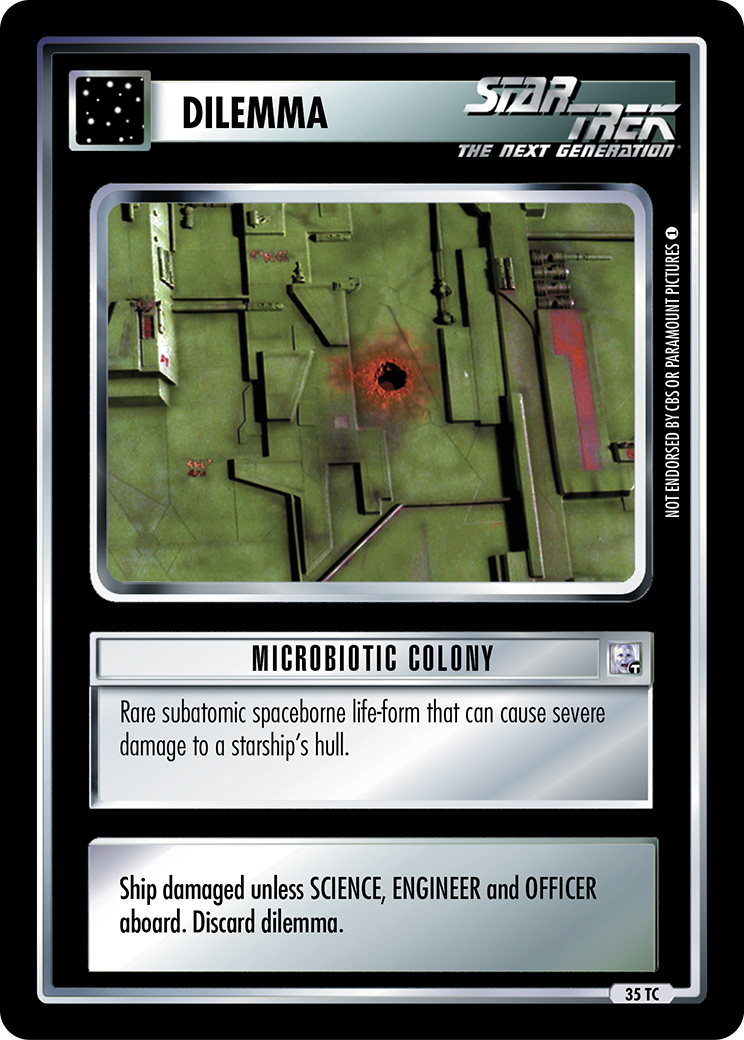 DILEMMA
STAR TREK
THE NEXT GENERATION
NOT ENDORSED BY CBS OR PARAMOUNT PICTURES 1
MICROBIOTIC COLONY
T
Rare subatomic spaceborne life-form that can cause severe
damage to a starship's hull.
Ship damaged unless SCIENCE, ENGINEER and OFFICER
aboard. Discard dilemma.
35 TC